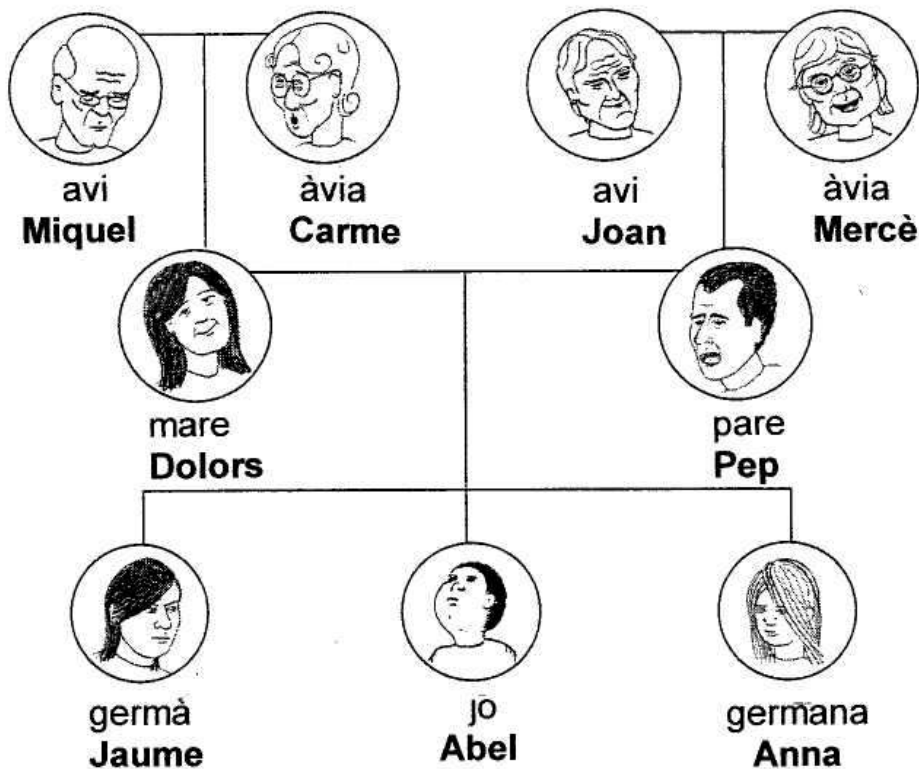 avi
Miquel
àvia
Carme
avi
Joan
àvia
Mercè
mare
Dolors
pare
Pep
germà
Jaume
jo
Abel
germana
Anna